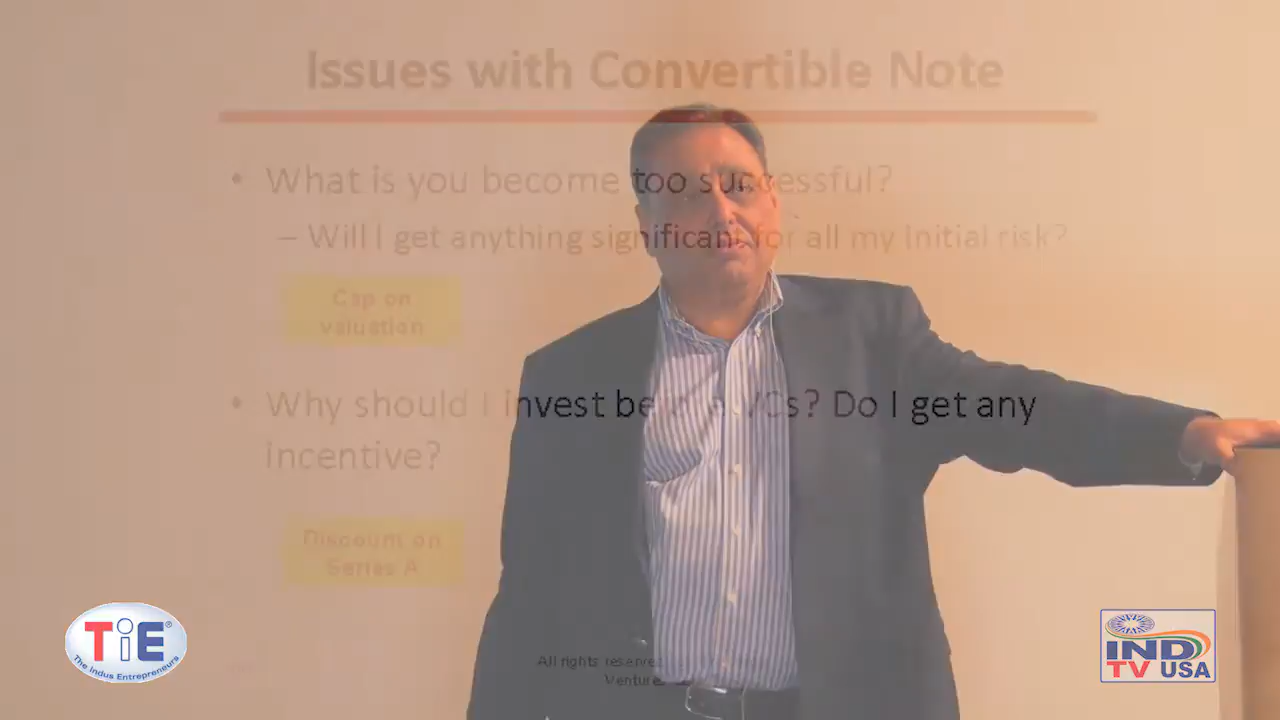 Issues with Convertible Note
• What is you become too successful?
– Will I get anything significant for all my initial risk?
Cap on
valuation
• Why should I invest before VCs? Do I get any
incentive?
Discount on
Series A
All rights reserved
Venture
TiE®
The Indus Entrepreneurs
IND
TV USA